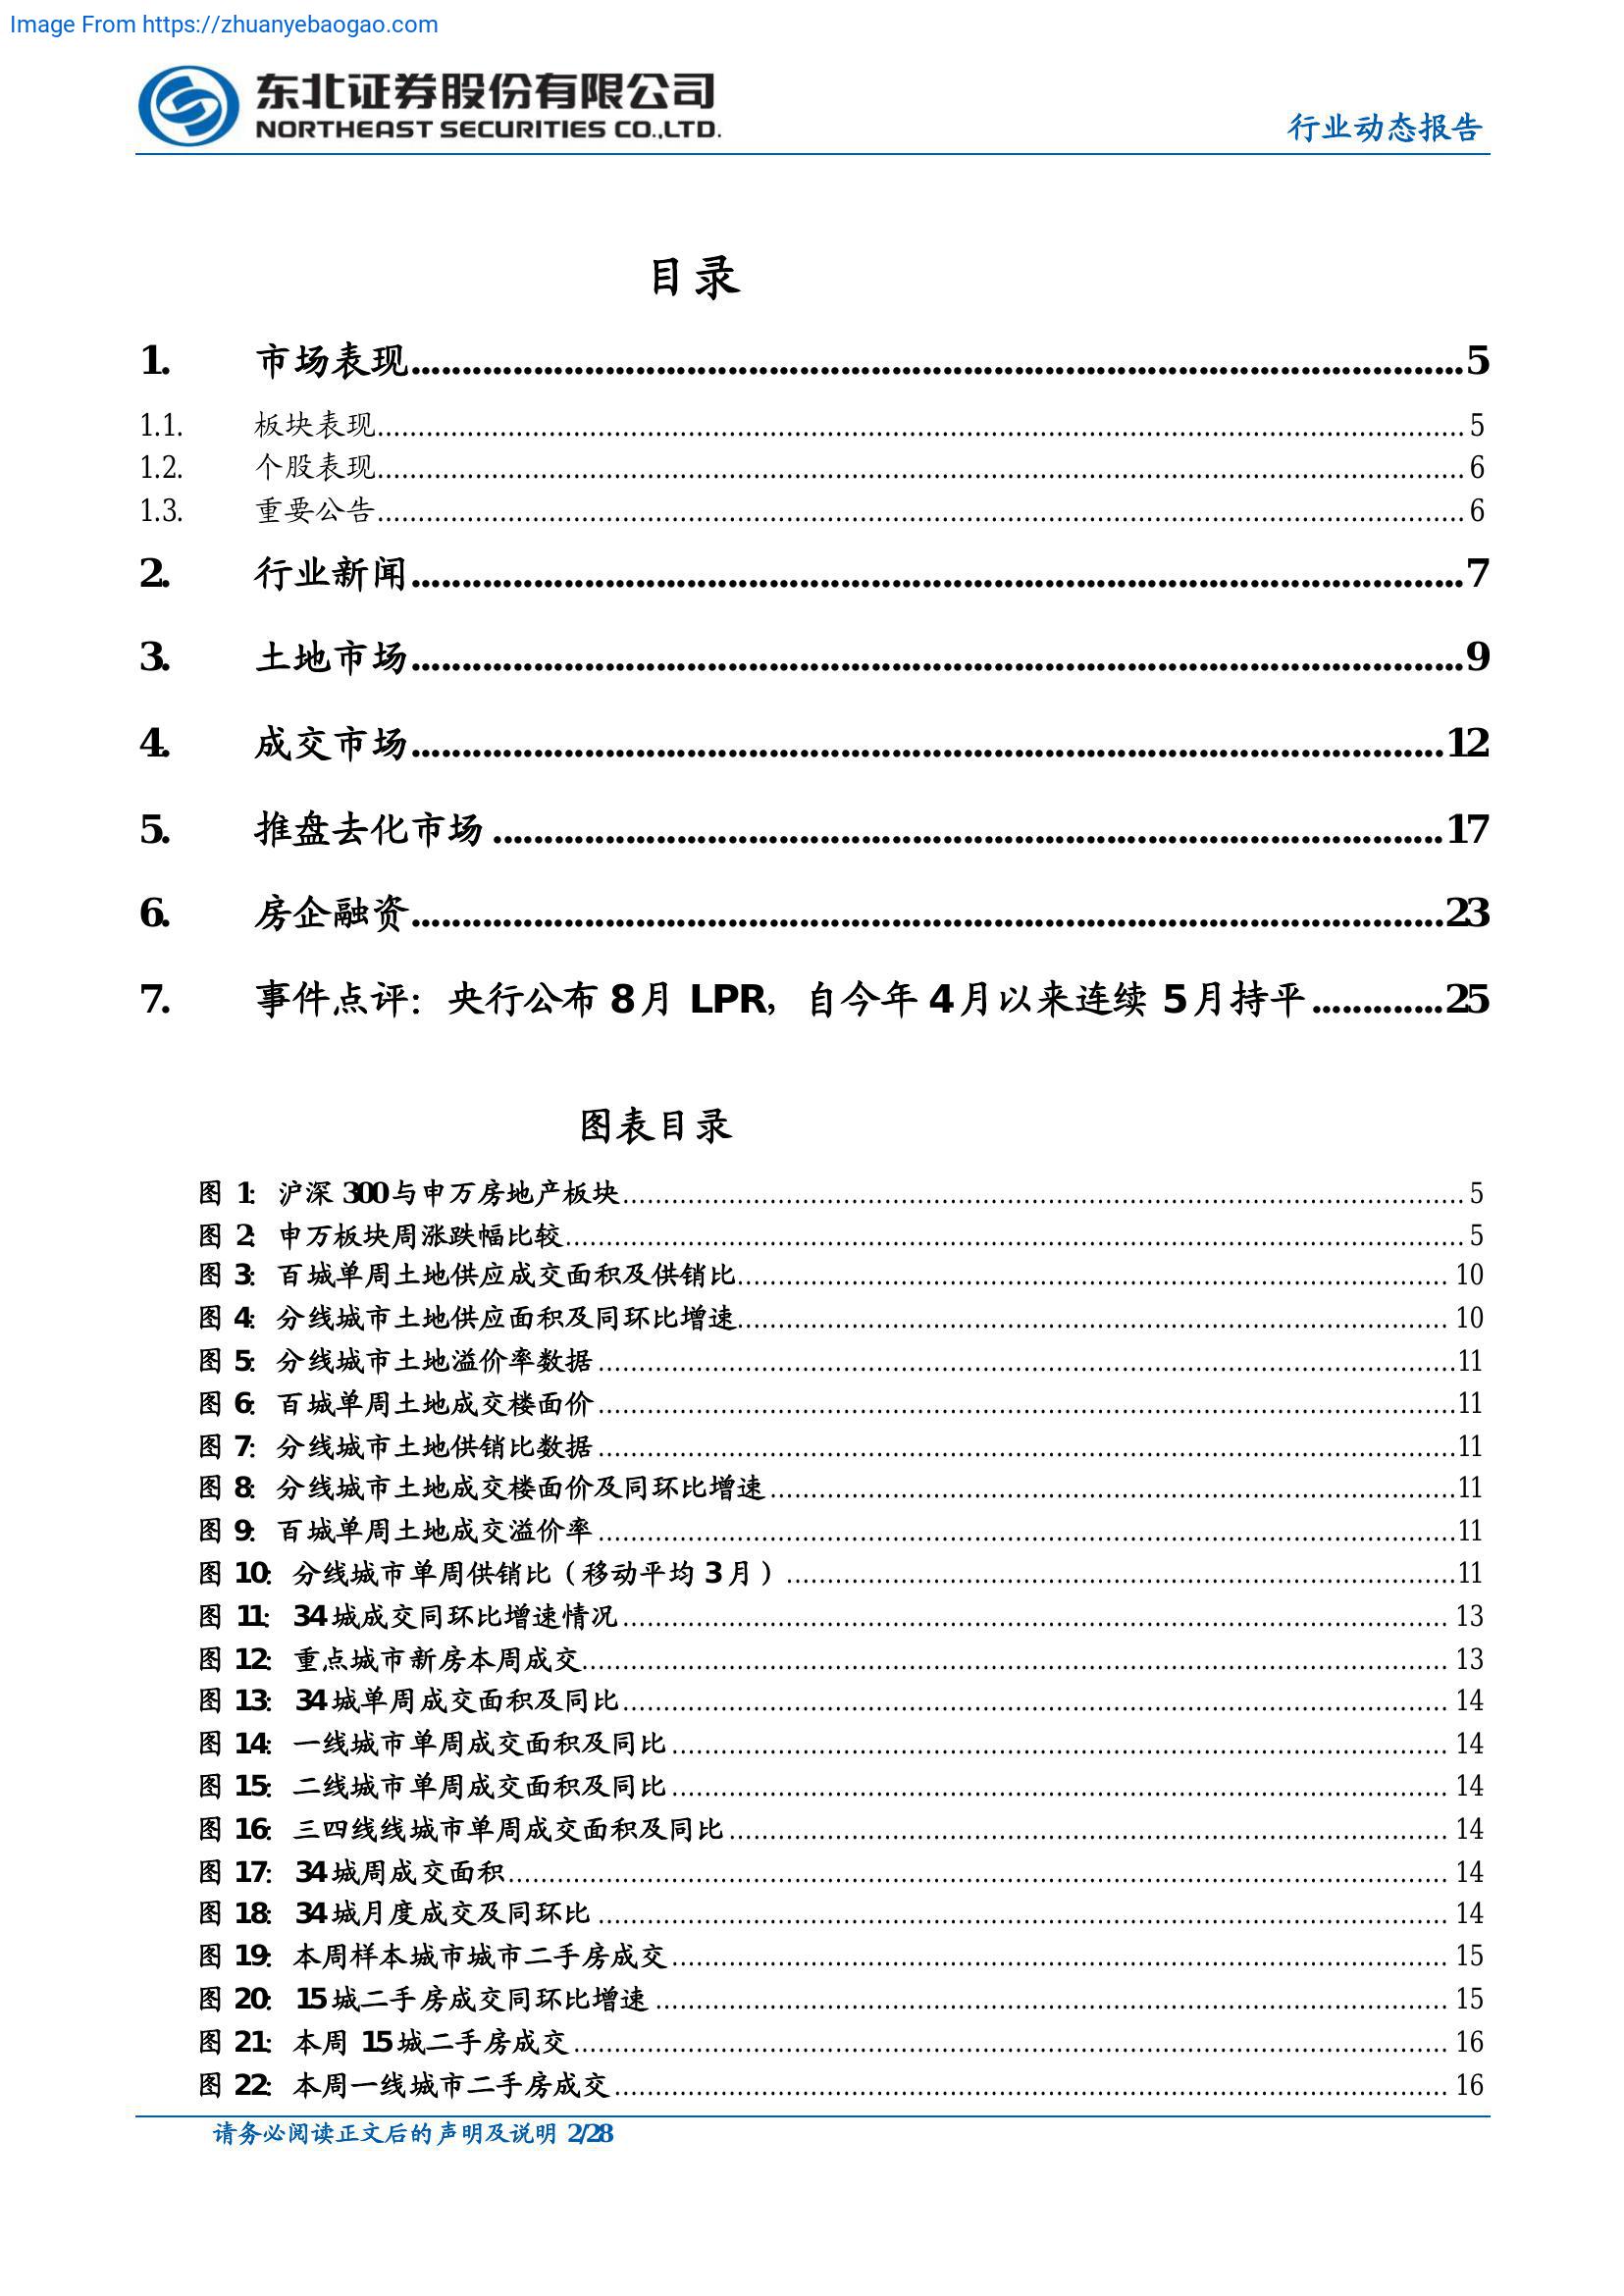 Image From https://zhuanyebaogao.com
东北证券股份有限公司
NORTHEAST SECURITIES CO.,LTD.
行业动态报告
目录
1. 市场表现 5
1.1. 板块表现 5
1.2. 个股表现 6
1.3. 重要公告 6
2. 行业新闻 7
3. 土地市场 9
4. 成交市场 12
5. 推盘去化市场 17
6. 房企融资 23
7. 事件点评：央行公布 8 月 LPR，自今年 4 月以来连续 5 月持平 25
图表目录
图 1：沪深 300 与申万房地产板块 5
图 2：申万板块周涨跌幅比较 5
图 3：百城单周土地供应成交面积及供销比 10
图 4：分线城市土地供应面积及同环比增速 10
图 5：分线城市土地溢价率数据 11
图 6：百城单周土地成交楼面价 11
图 7：分线城市土地供销比数据 11
图 8：分线城市土地成交楼面价及同环比增速 11
图 9：百城单周土地成交溢价率 11
图 10：分线城市单周供销比（移动平均 3 月） 11
图 11：34 城成交同环比增速情况 13
图 12：重点城市新房本周成交 13
图 13：34 城单周成交面积及同比 14
图 14：一线城市单周成交面积及同比 14
图 15：二线城市单周成交面积及同比 14
图 16：三四线线城市单周成交面积及同比 14
图 17：34 城周成交面积 14
图 18：34 城月度成交及同环比 14
图 19：本周样本城市城市二手房成交 15
图 20：15 城二手房成交同环比增速 15
图 21：本周 15 城二手房成交 16
图 22：本周一线城市二手房成交 16
请务必阅读正文后的声明及说明 2/28